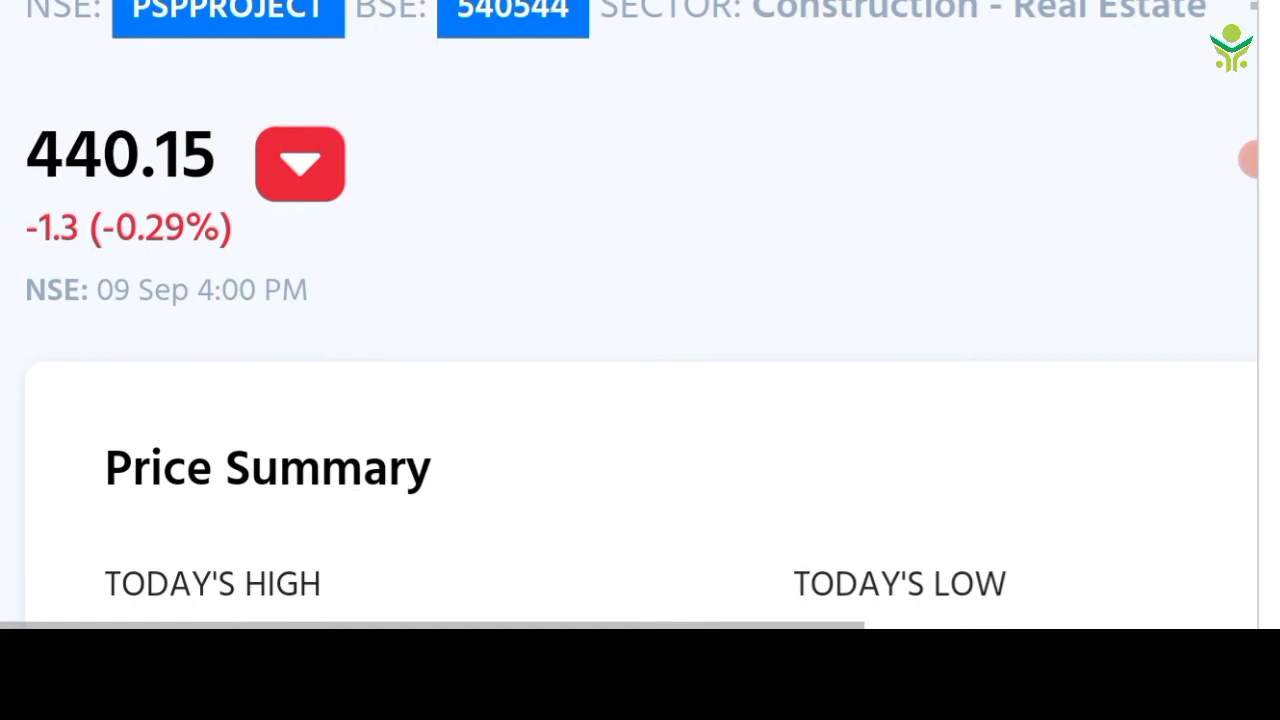 NSE: PSPPROJECT BSE: 540544 SECTOR: Construction - Real Estate
440.15
-1.3 (-0.29%)
NSE: 09 Sep 4:00 PM
Price Summary
TODAY'S HIGH
TODAY'S LOW